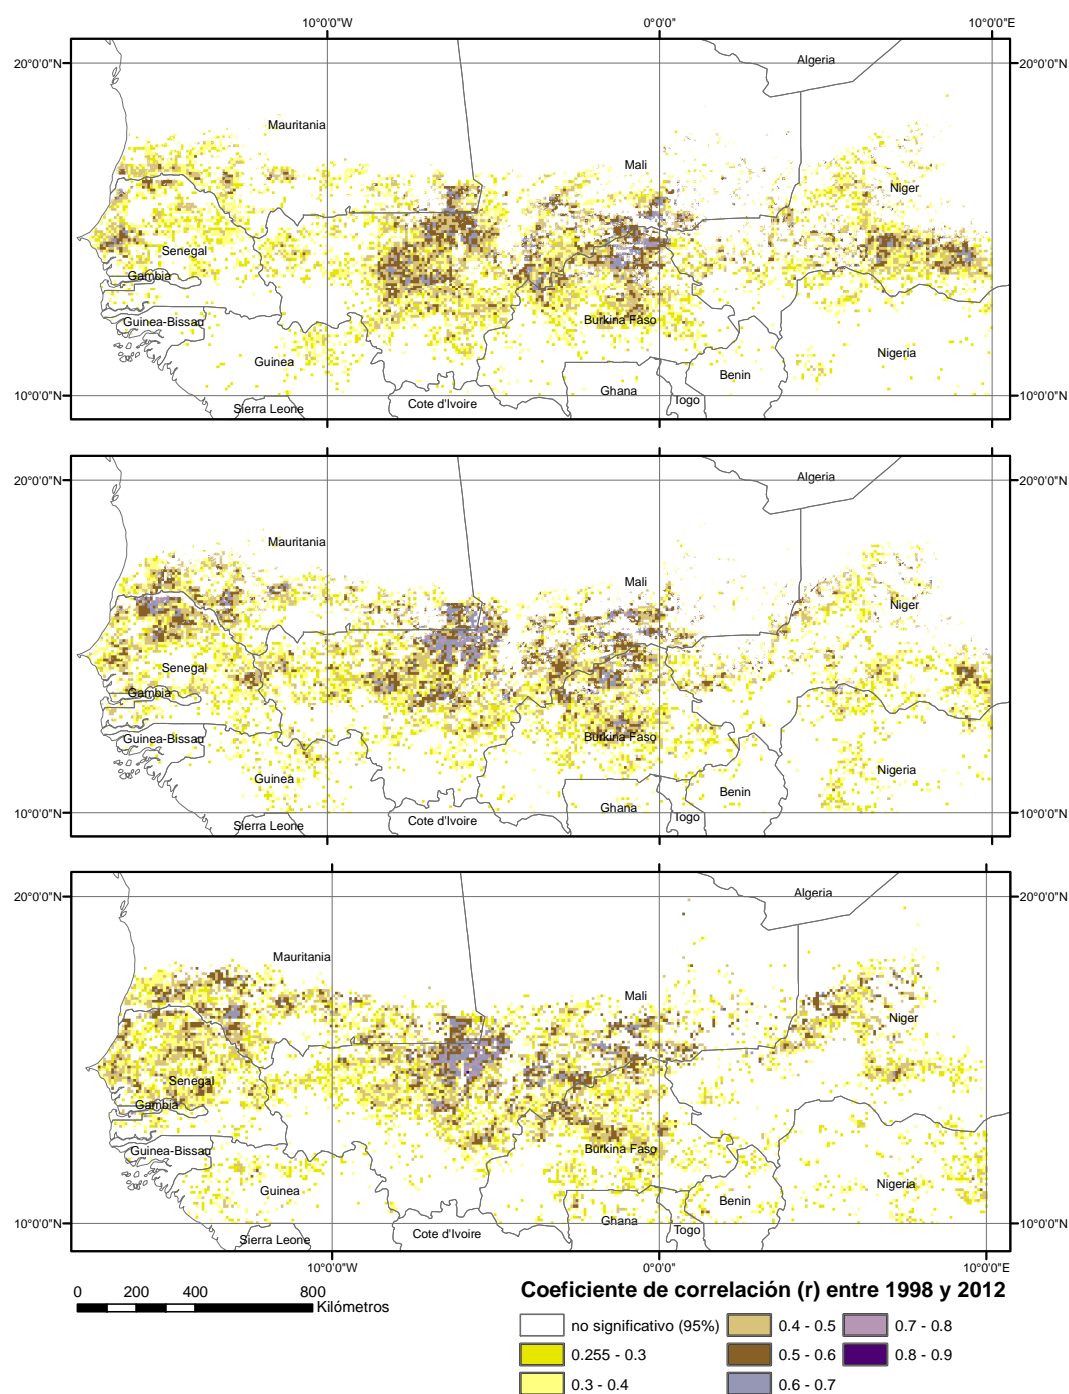 10°0'0"W 0°0'0" 10°0'0"E
20°0'0"N 20°0'0"N
Algeria
Mauritania
Mali
Niger
Senegal
Gambia
Guinea-Bissau
Burkina Faso
Guinea
Nigeria
Benin
Ghana
Togo
Sierra Leone
Cote d'Ivoire
10°0'0"N 10°0'0"N
20°0'0"N 20°0'0"N
Algeria
Mauritania
Mali
Niger
Senegal
Gambia
Guinea-Bissau
Burkina Faso
Guinea
Nigeria
Benin
Ghana
Togo
Sierra Leone
Cote d'Ivoire
10°0'0"N 10°0'0"N
20°0'0"N 20°0'0"N
Algeria
Mauritania
Mali
Niger
Senegal
Gambia
Guinea-Bissau
Burkina Faso
Guinea
Nigeria
Benin
Ghana
Togo
Sierra Leone
Cote d'Ivoire
10°0'0"N 10°0'0"N
10°0'0"W 0°0'0" 10°0'0"E
0 200 400 800
Kilómetros
Coeficiente de correlación (r) entre 1998 y 2012
no significativo (95%) 0.4 - 0.5 0.7 - 0.8
0.255 - 0.3 0.5 - 0.6 0.8 - 0.9
0.3 - 0.4 0.6 - 0.7